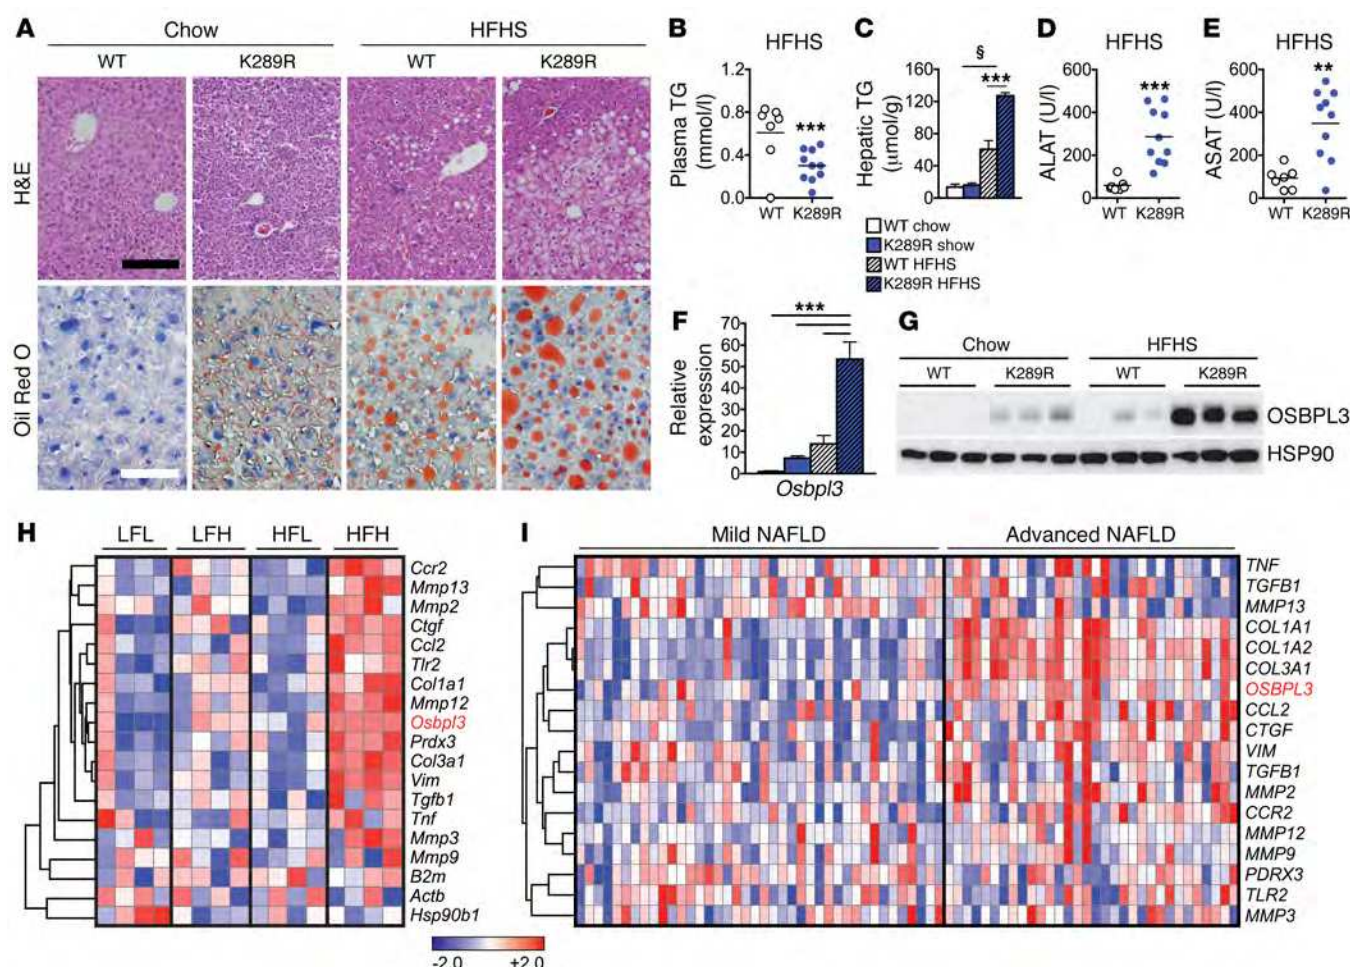 A
Chow
HFHS
WT
K289R
WT
K289R
H&E
Oil Red O
B
HFHS
Plasma TG
(mmol/l)
1.2
0.8
0.4
0.0
***
WT K289R
C
Hepatic TG
(μmol/g)
160
120
80
40
0
§
***
WT chow
K289R show
WT HFHS
K289R HFHS
D
HFHS
ALAT (U/l)
600
400
200
0
***
WT K289R
E
HFHS
ASAT (U/l)
600
400
200
0
**
WT K289R
F
Relative
expression
70
60
50
40
30
20
10
0
***
Osbpl3
G
Chow
HFHS
WT
K289R
WT
K289R
OSBPL3
HSP90
H
LFL
LFH
HFL
HFH
Ccr2
Mmp13
Mmp2
Ctgf
Ccl2
Tlr2
Col1a1
Mmp12
Osbpl3
Prdx3
Col3a1
Vim
Tgfb1
Tnf
Mmp3
Mmp9
B2m
Actb
Hsp90b1
-2.0
+2.0
I
Mild NAFLD
Advanced NAFLD
TNF
TGFB1
MMP13
COL1A1
COL1A2
COL3A1
OSBPL3
CCL2
CTGF
VIM
TGFB1
MMP2
CCR2
MMP12
MMP9
PDRX3
TLR2
MMP3